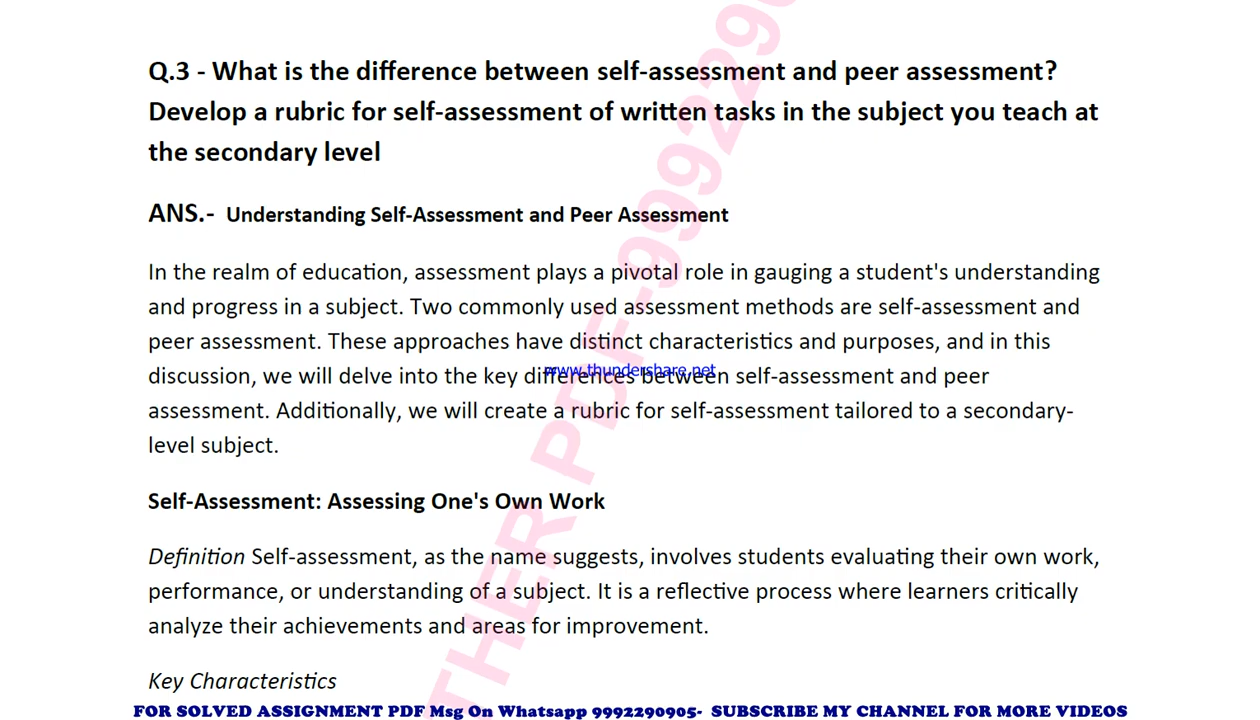 Q.3 - What is the difference between self-assessment and peer assessment?
Develop a rubric for self-assessment of written tasks in the subject you teach at
the secondary level
ANS.- Understanding Self-Assessment and Peer Assessment
In the realm of education, assessment plays a pivotal role in gauging a student's understanding
and progress in a subject. Two commonly used assessment methods are self-assessment and
peer assessment. These approaches have distinct characteristics and purposes, and in this
discussion, we will delve into the key differences between self-assessment and peer
www.thundershare.net
assessment. Additionally, we will create a rubric for self-assessment tailored to a secondary-
level subject.
Self-Assessment: Assessing One's Own Work
Definition Self-assessment, as the name suggests, involves students evaluating their own work,
performance, or understanding of a subject. It is a reflective process where learners critically
analyze their achievements and areas for improvement.
Key Characteristics
THER PDF-9992290
FOR SOLVED ASSIGNMENT PDF Msg On Whatsapp 9992290905- SUBSCRIBE MY CHANNEL FOR MORE VIDEOS